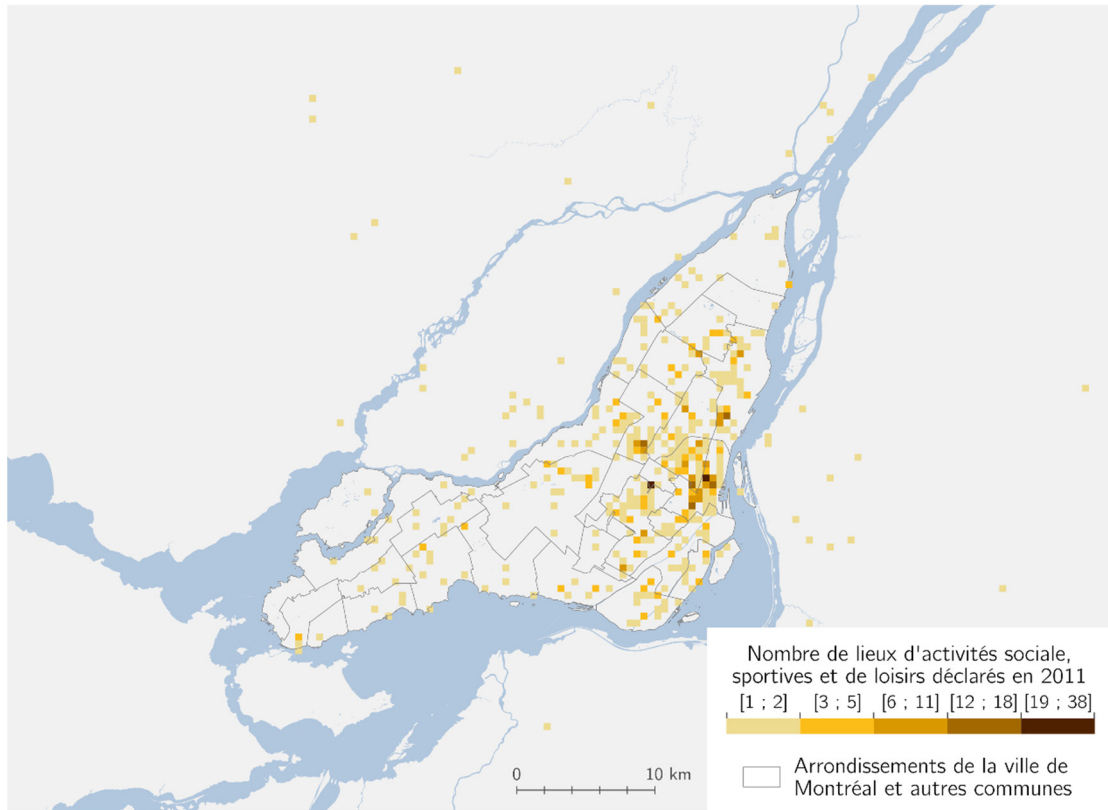 Nombre de lieux d'activités sociale,
sportives et de loisirs déclarés en 2011
[1 ; 2] [3 ; 5] [6 ; 11] [12 ; 18] [19 ; 38]
Arrondissements de la ville de
Montréal et autres communes
0 10 km